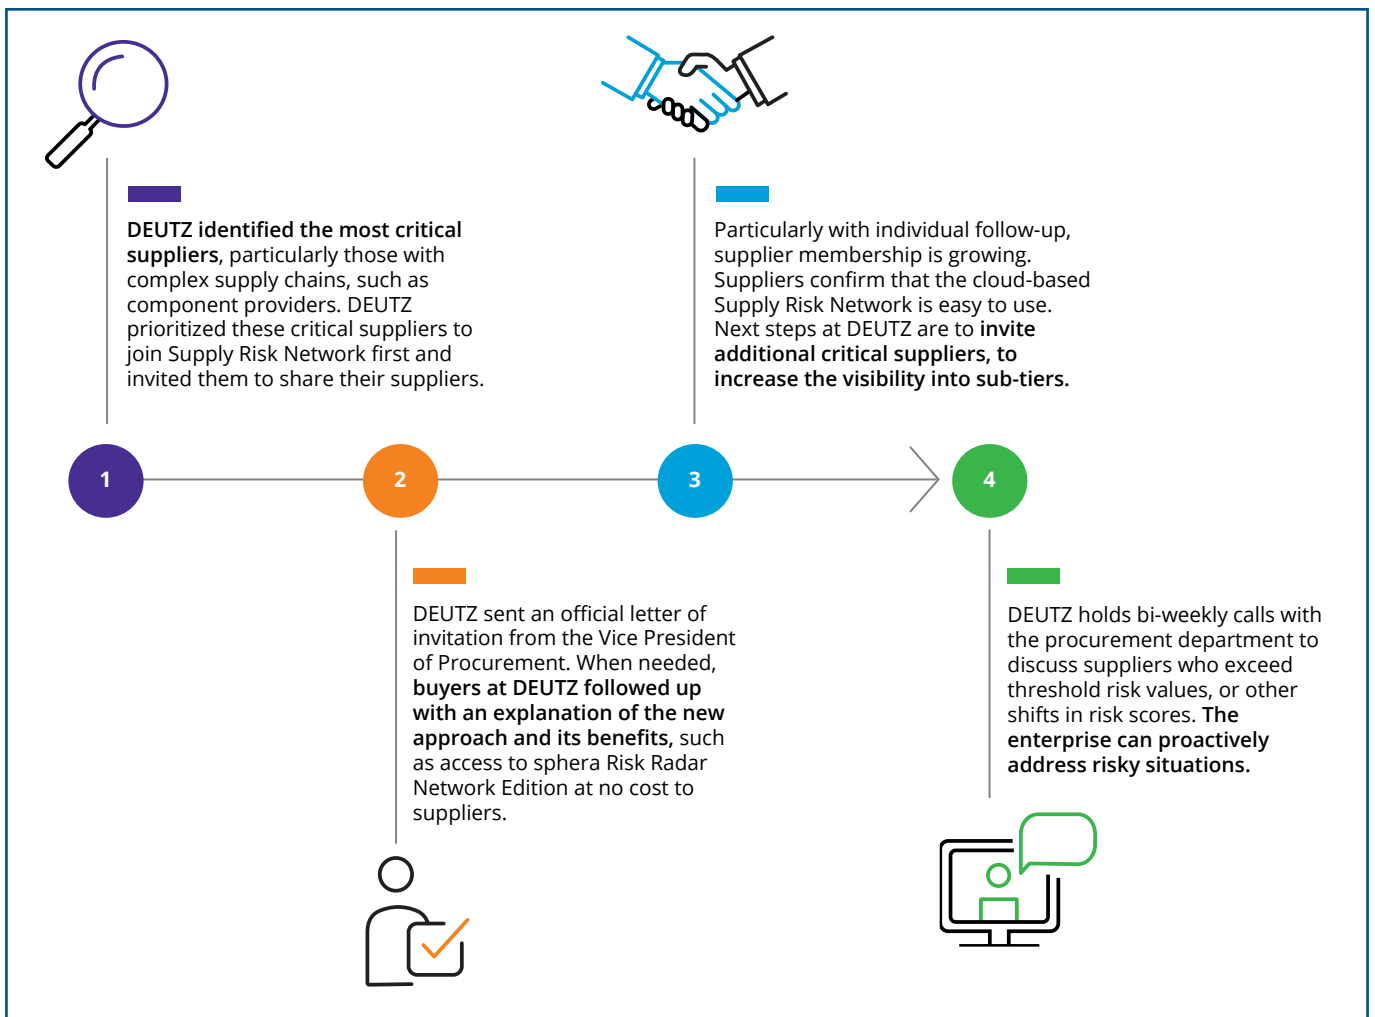 DEUTZ identified the most critical
suppliers, particularly those with
complex supply chains, such as
component providers. DEUTZ
prioritized these critical suppliers to
join Supply Risk Network first and
invited them to share their suppliers.
Particularly with individual follow-up,
supplier membership is growing.
Suppliers confirm that the cloud-based
Supply Risk Network is easy to use.
Next steps at DEUTZ are to invite
additional critical suppliers, to
increase the visibility into sub-tiers.
1
2
3
4
DEUTZ sent an official letter of
invitation from the Vice President
of Procurement. When needed,
buyers at DEUTZ followed up
with an explanation of the new
approach and its benefits, such
as access to sphera Risk Radar
Network Edition at no cost to
suppliers.
DEUTZ holds bi-weekly calls with
the procurement department to
discuss suppliers who exceed
threshold risk values, or other
shifts in risk scores. The
enterprise can proactively
address risky situations.